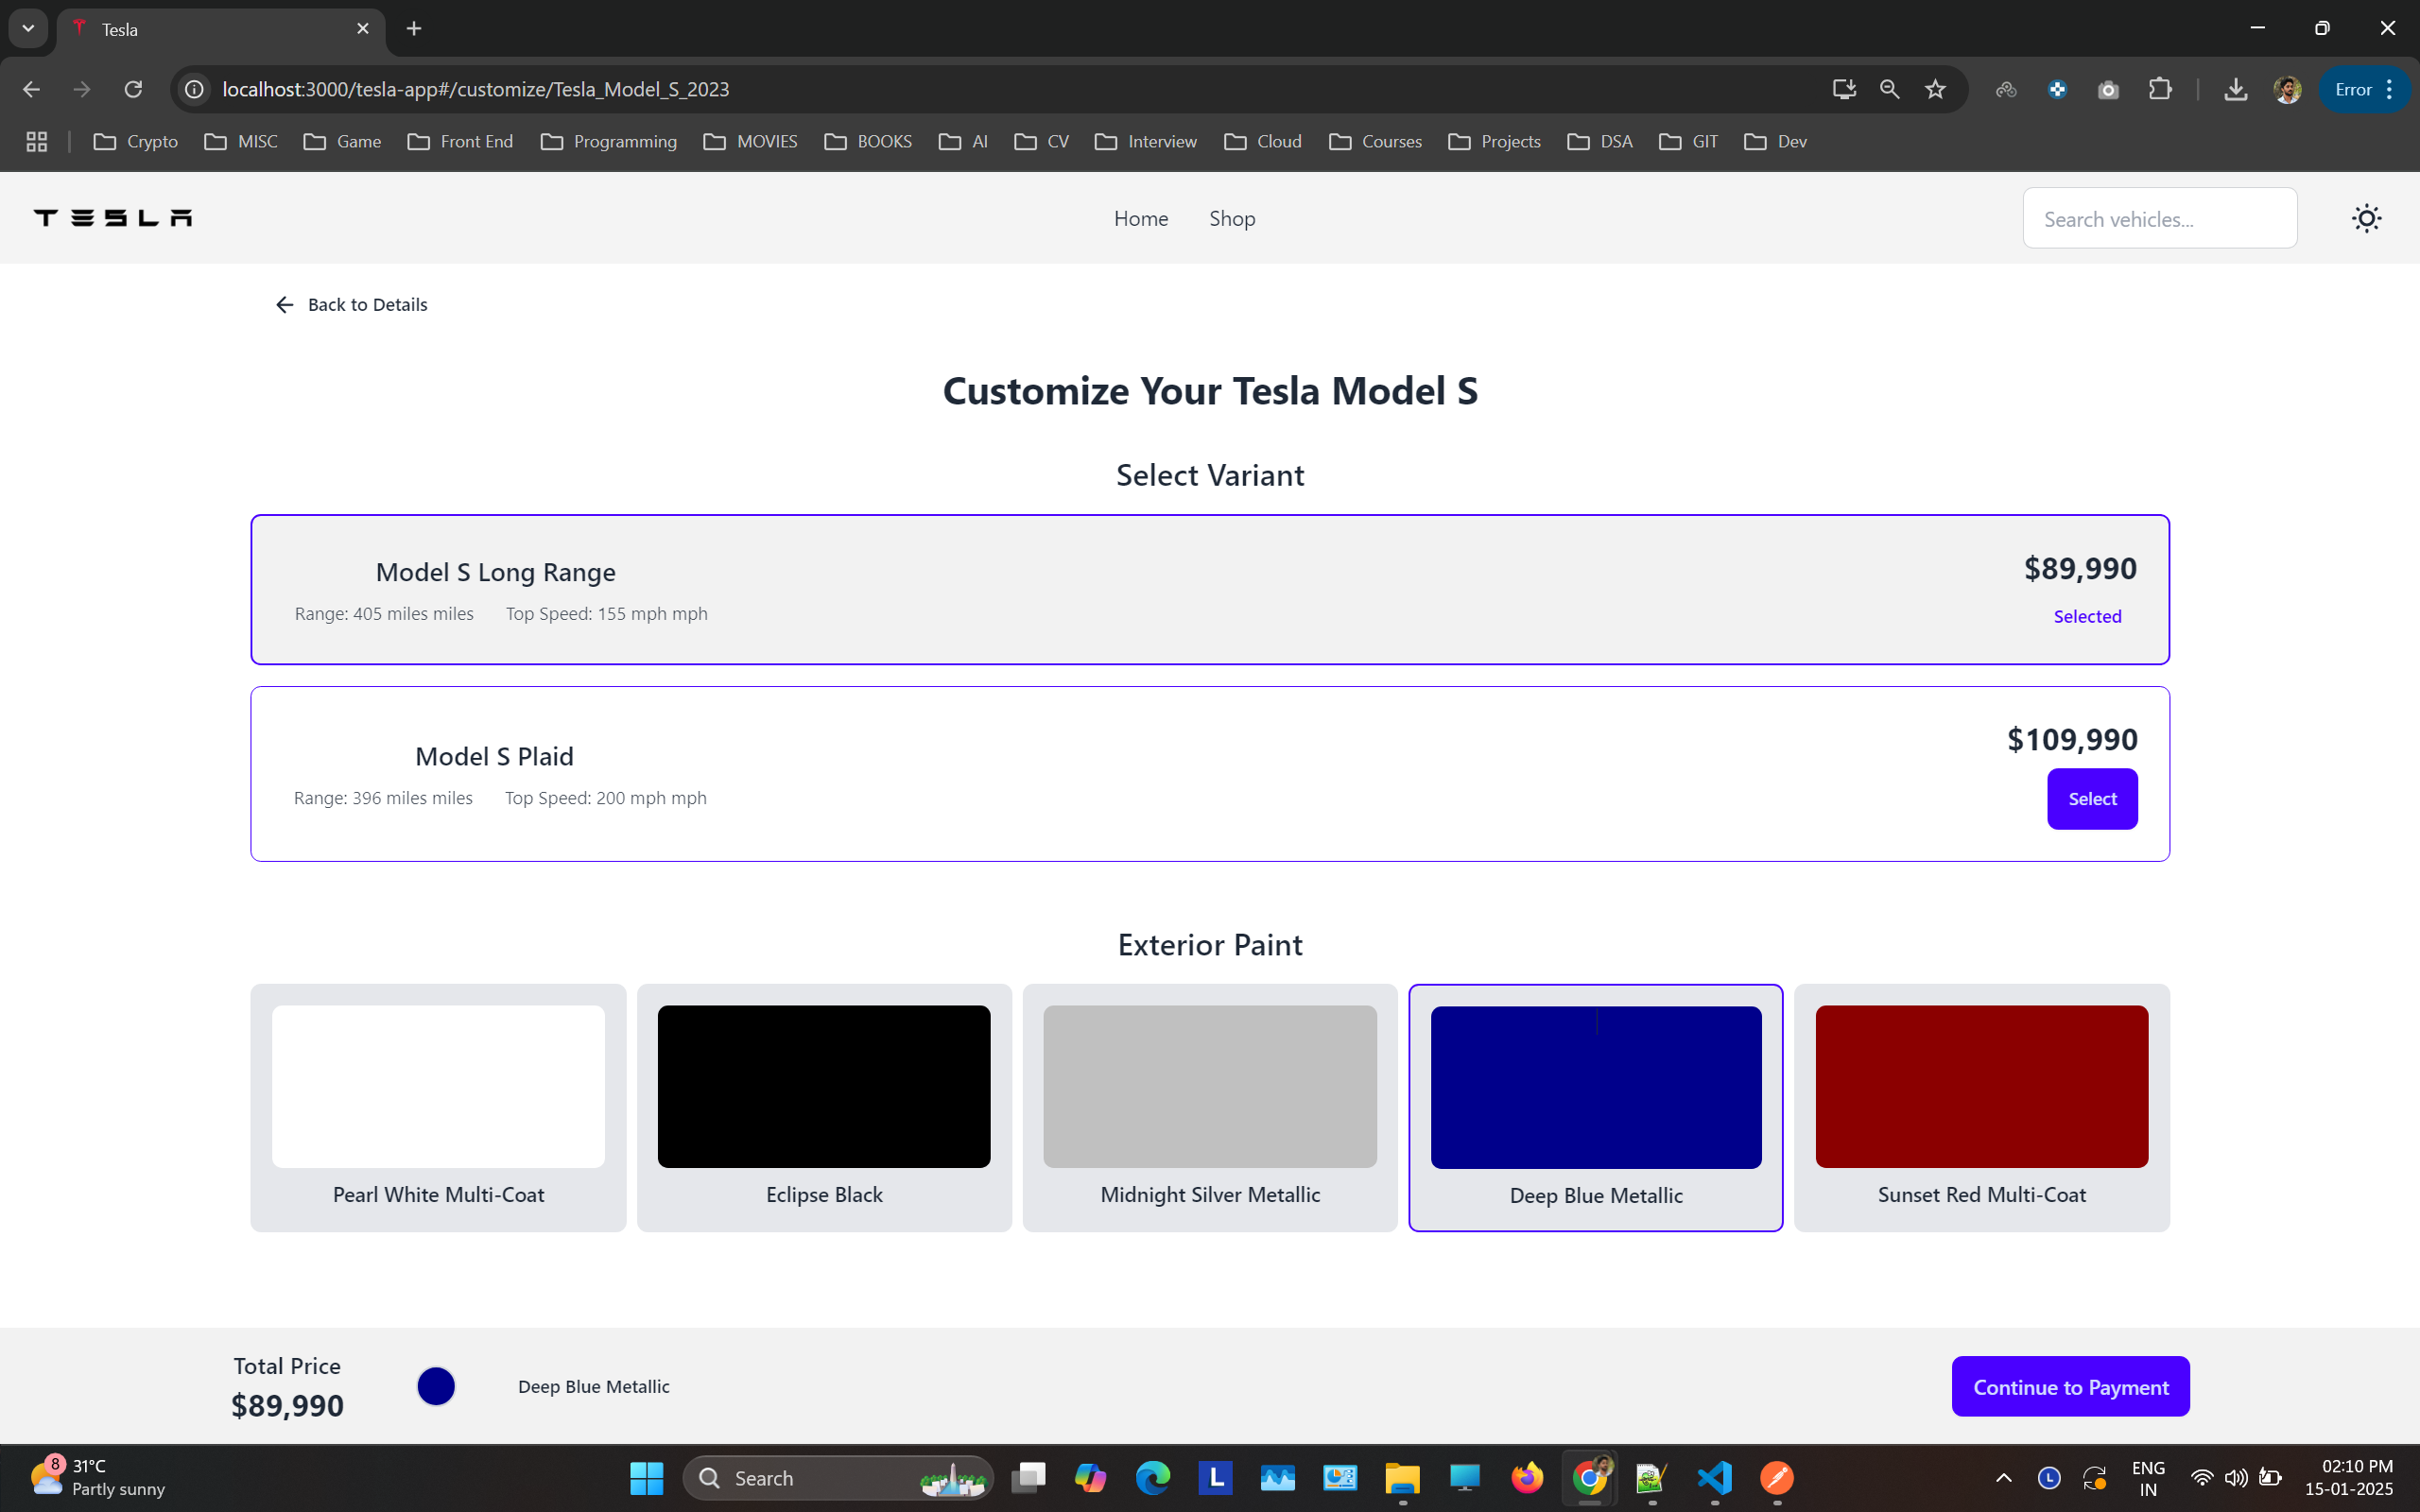 Tesla
localhost:3000/tesla-app#/customize/Tesla_Model_S_2023
Error
Crypto MISC Game Front End Programming MOVIES BOOKS AI CV Interview Cloud Courses Projects DSA GIT Dev
TESLA
Home Shop
Search vehicles...
Back to Details
Customize Your Tesla Model S
Select Variant
Model S Long Range
$89,990
Range: 405 miles miles Top Speed: 155 mph mph
Selected
Model S Plaid
$109,990
Range: 396 miles miles Top Speed: 200 mph mph
Select
Exterior Paint
Pearl White Multi-Coat
Eclipse Black
Midnight Silver Metallic
Deep Blue Metallic
Sunset Red Multi-Coat
Total Price
$89,990
Deep Blue Metallic
Continue to Payment
8
31°C
Partly sunny
Search
L
L
ENG
IN
02:10 PM
15-01-2025